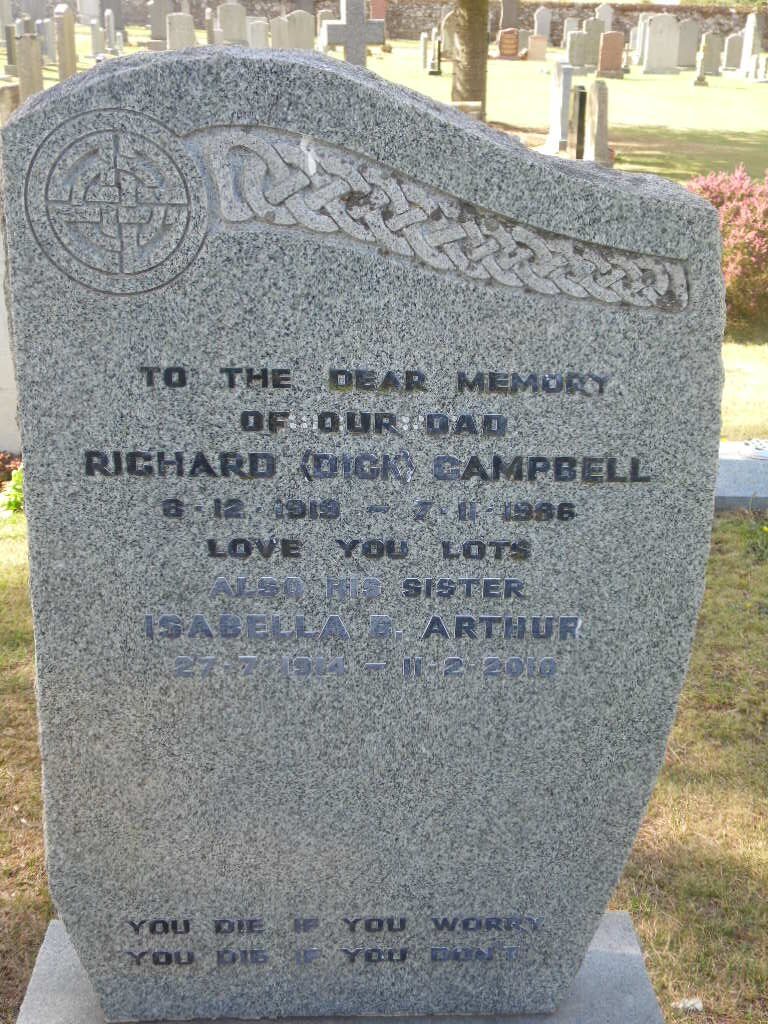 TO THE DEAR MEMORY
OF OUR DAD
RICHARD (DICK) CAMPBELL
6 · 12 · 1919 — 7 · 11 · 1986
LOVE YOU LOTS
ALSO HIS SISTER
ISABELLA B. ARTHUR
27 · 7 · 1914 — 11 · 2 · 2010
YOU DIE IF YOU WORRY
YOU DIE IF YOU DON'T